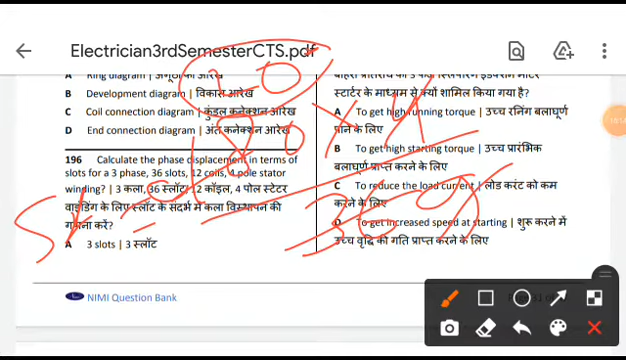 Electrician3rdSemesterCTS.pdf
A Ring diagram |
B Development diagram | विकास आरेख
C Coil connection diagram | कुंडल कनेक्शन आरेख
D End connection diagram | अंत कनेक्शन आरेख
196 Calculate the phase displacement in terms of
slots for a 3 phase, 36 slots, 12 coils, 4 pole stator
winding? | 3 कला, 36 स्लॉट, 12 कॉइल, 4 पोल स्टेटर
वाइंडिंग के लिए स्लॉट के संदर्भ में कला विस्थापन की
गणना करें?
A 3 slots | 3 स्लॉट
स्टार्टर के माध्यम से क्यों शामिल किया गया है?
A To get high running torque | उच्च रनिंग बलाघूर्ण
पाने के लिए
B To get high starting torque | उच्च प्रारंभिक
बलाघूर्ण प्राप्त करने के लिए
C To reduce the load current | लोड करंट को कम
करने के लिए
D To get increased speed at starting | शुरू करने में
उच्च वृद्धि की गति प्राप्त करने के लिए
NIMI Question Bank